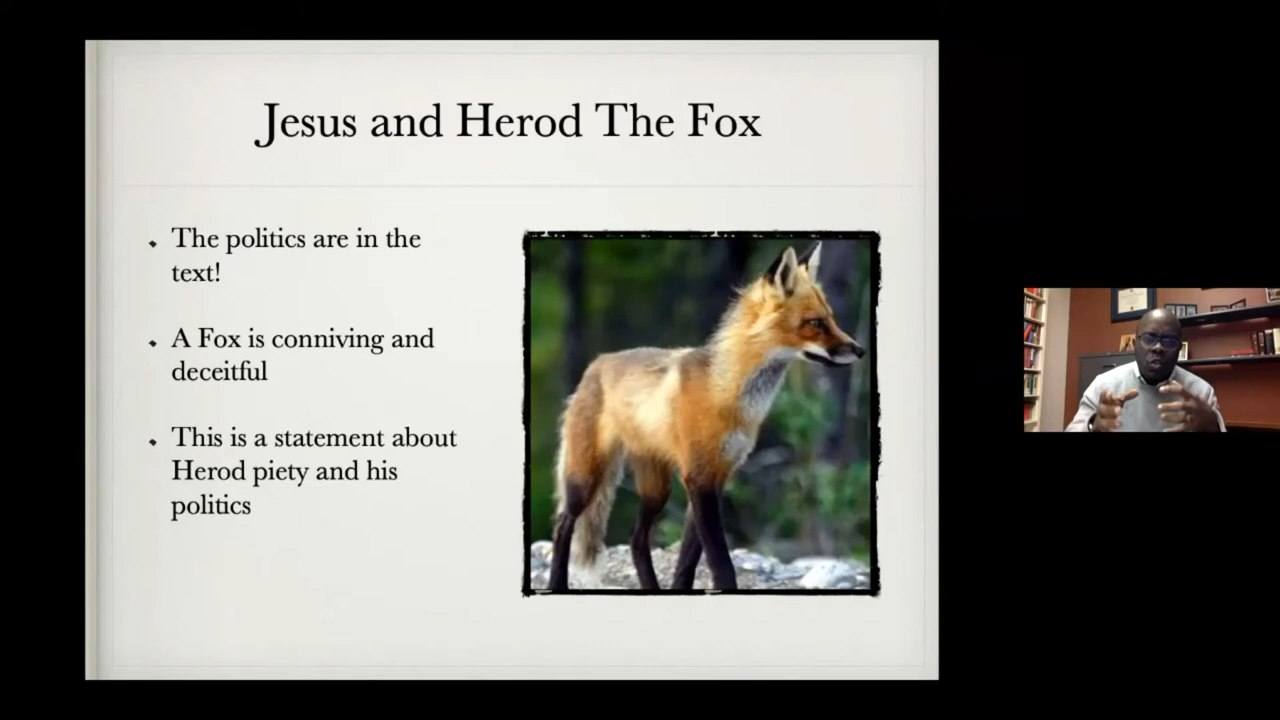 Jesus and Herod The Fox
The politics are in the
text!
A Fox is conniving and
deceitful
This is a statement about
Herod piety and his
politics